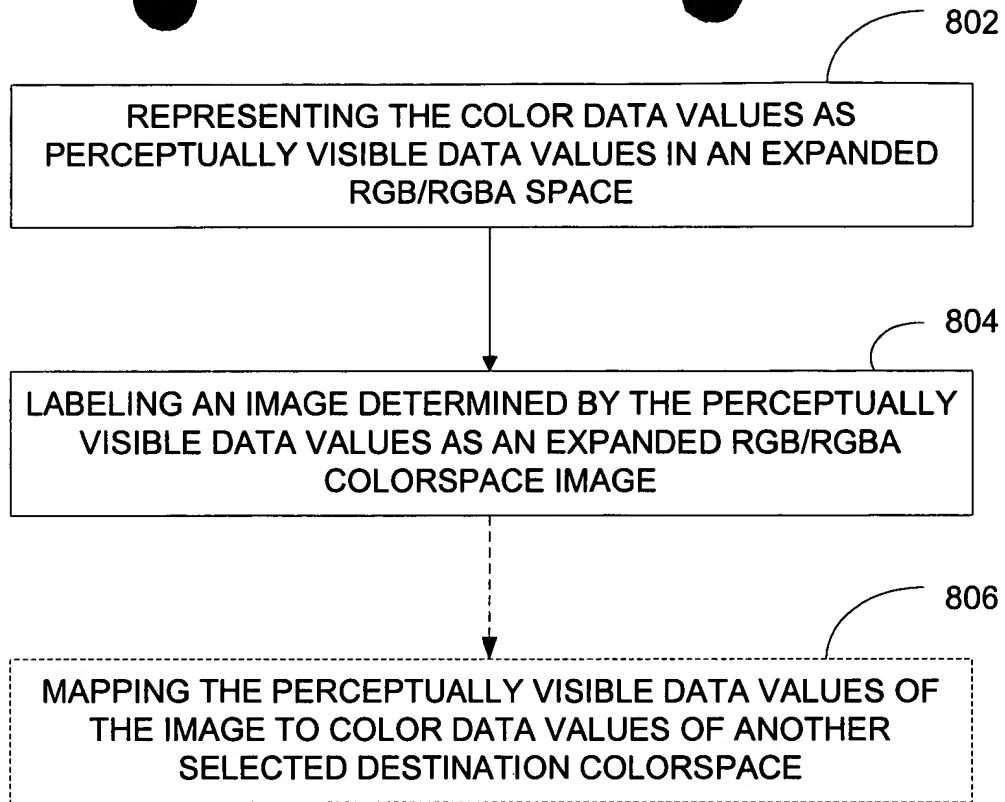 802
REPRESENTING THE COLOR DATA VALUES AS
PERCEPTUALLY VISIBLE DATA VALUES IN AN EXPANDED
RGB/RGBA SPACE
804
LABELING AN IMAGE DETERMINED BY THE PERCEPTUALLY
VISIBLE DATA VALUES AS AN EXPANDED RGB/RGBA
COLORSPACE IMAGE
806
MAPPING THE PERCEPTUALLY VISIBLE DATA VALUES OF
THE IMAGE TO COLOR DATA VALUES OF ANOTHER
SELECTED DESTINATION COLORSPACE